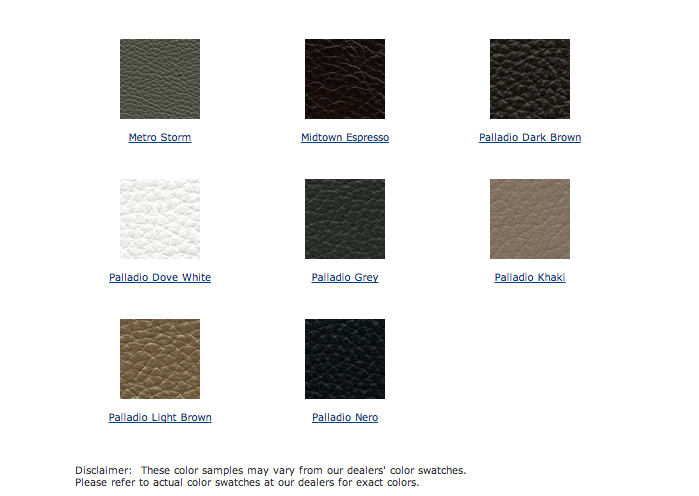 Metro Storm
Midtown Espresso
Palladio Dark Brown
Palladio Dove White
Palladio Grey
Palladio Khaki
Palladio Light Brown
Palladio Nero
Disclaimer: These color samples may vary from our dealers' color swatches.
Please refer to actual color swatches at our dealers for exact colors.